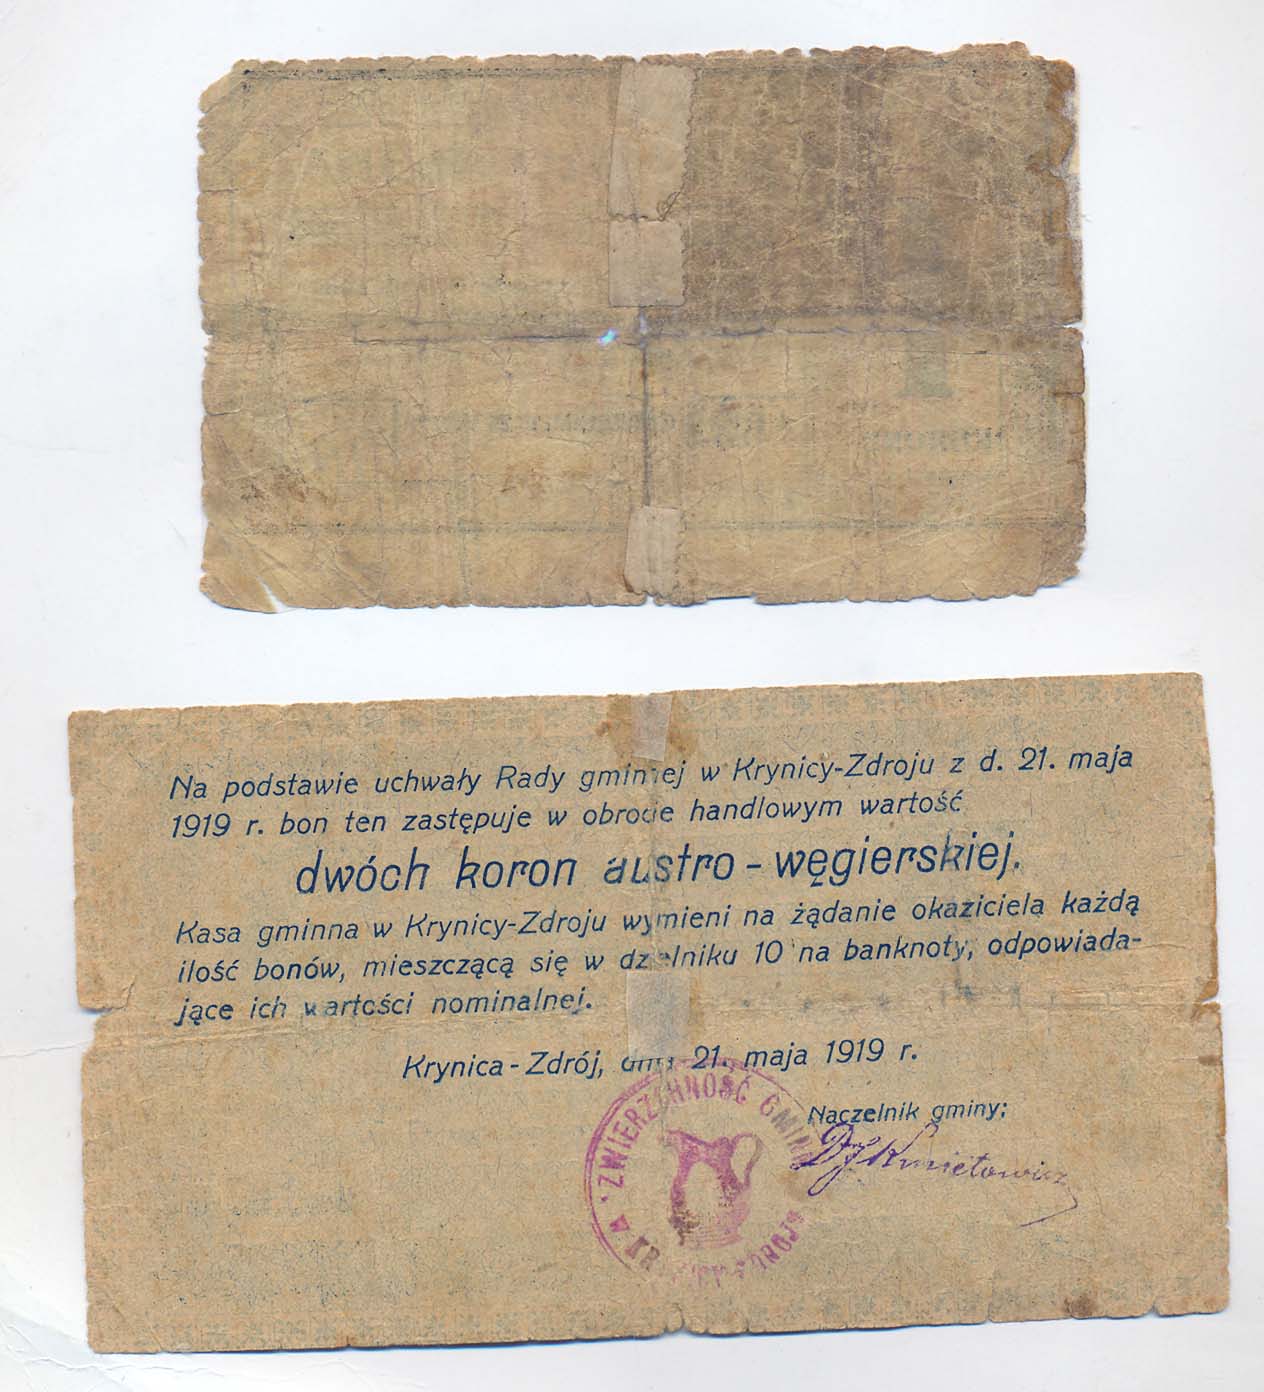 Na podstawie uchwały Rady gminnej w Krynicy-Zdroju z d. 21. maja
1919 r. bon ten zastępuje w obrocie handlowym wartość
dwóch koron austro-węgierskiej.
Kasa gminna w Krynicy-Zdroju wymieni na żądanie okaziciela każdą
ilość bonów, mieszczącą się w dzielniku 10 na banknoty, odpowiada-
jące ich wartości nominalnej.
Krynica-Zdrój, dnia 21. maja 1919 r.
Naczelnik gminy:
Kmietowicz
ZWIERZCHNOŚĆ GMINNA